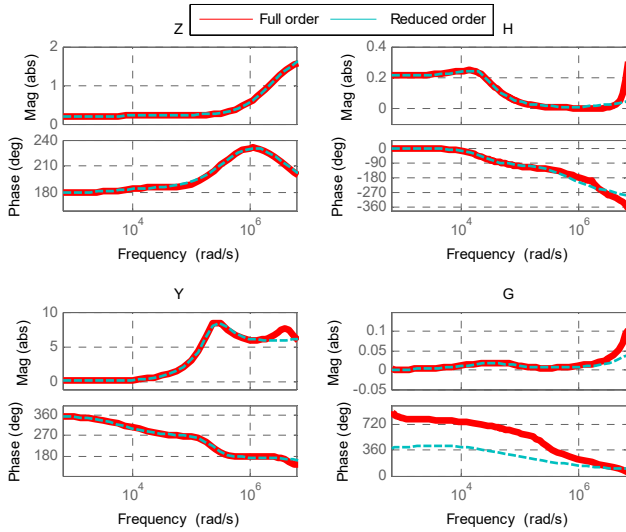 Full order Reduced order
Z H
Mag (abs) 2 1 0 Mag (abs) 0.4 0.2 0
Phase (deg) 240 210 180 Phase (deg) 0 -90 -180 -270 -360
10^4 10^6 10^4 10^6
Frequency (rad/s) Frequency (rad/s)
Y G
Mag (abs) 10 5 0 Mag (abs) 0.1 0.05 0 -0.05
Phase (deg) 360 270 180 Phase (deg) 720 360 0
10^4 10^6 10^4 10^6
Frequency (rad/s) Frequency (rad/s)